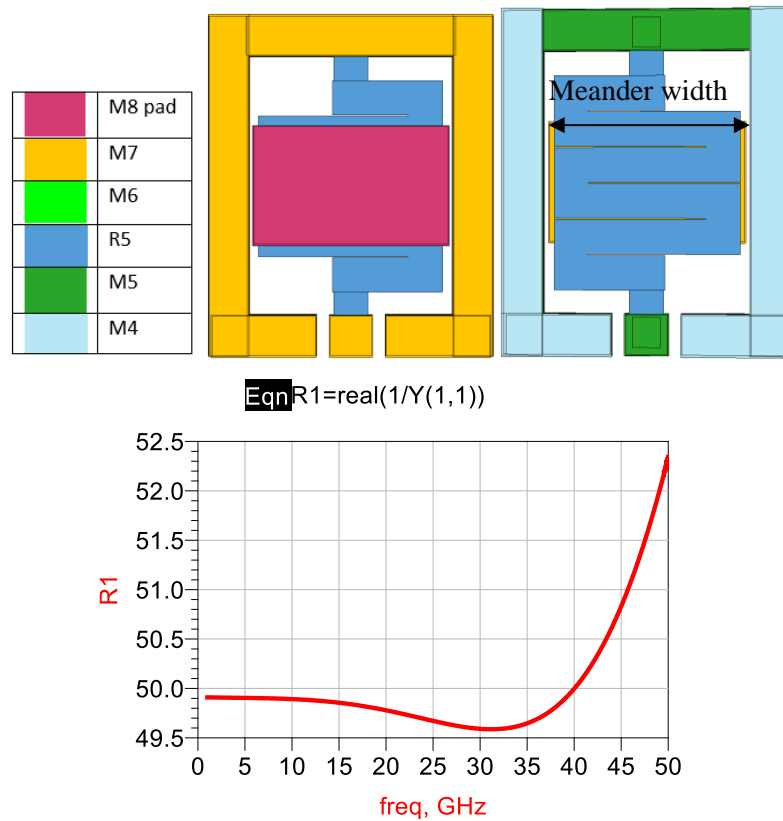 M8 pad
M7
M6
R5
M5
M4
Meander width
Eqn R1=real(1/Y(1,1))
52.5
52.0
51.5
51.0
50.5
50.0
49.5
R1
0 5 10 15 20 25 30 35 40 45 50
freq, GHz